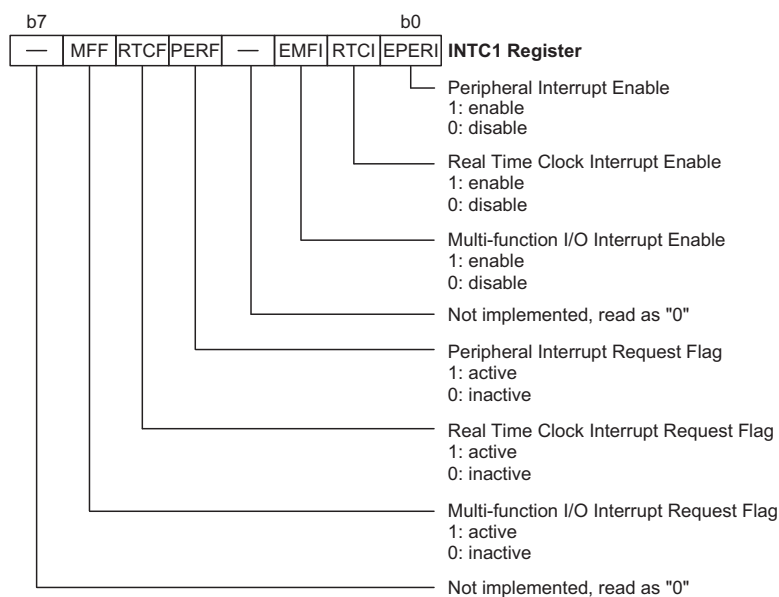 b7 b0
— MFF RTCF PERF — EMFI RTCI EPERI INTC1 Register
Peripheral Interrupt Enable
1: enable
0: disable
Real Time Clock Interrupt Enable
1: enable
0: disable
Multi-function I/O Interrupt Enable
1: enable
0: disable
Not implemented, read as "0"
Peripheral Interrupt Request Flag
1: active
0: inactive
Real Time Clock Interrupt Request Flag
1: active
0: inactive
Multi-function I/O Interrupt Request Flag
1: active
0: inactive
Not implemented, read as "0"